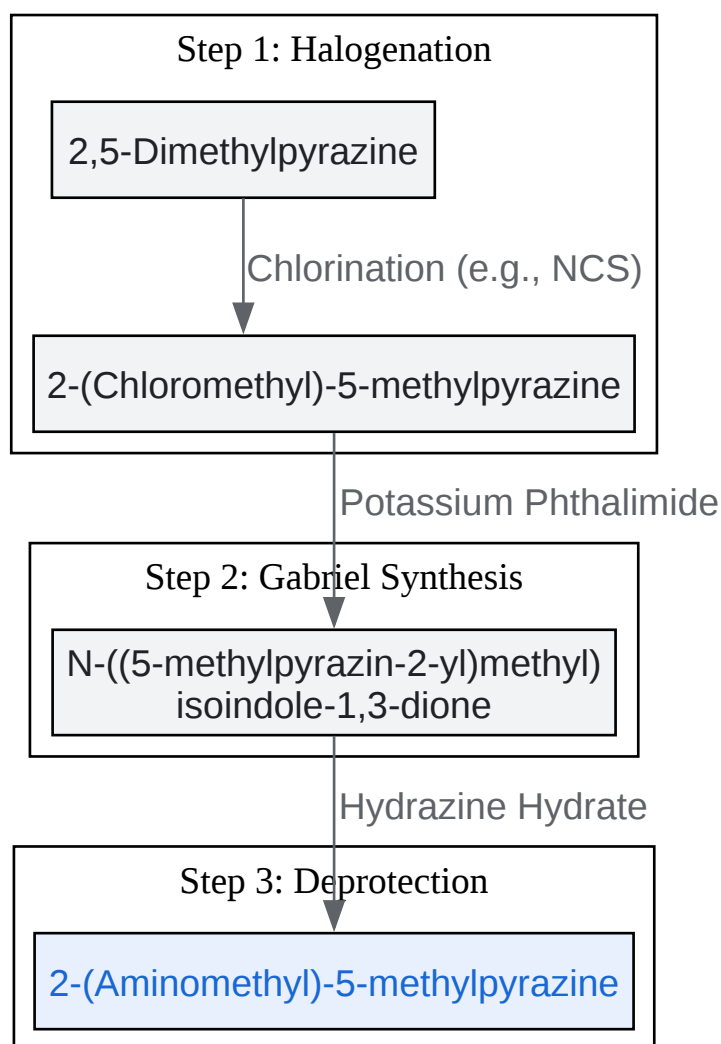 Step 1: Halogenation
2,5-Dimethylpyrazine
Chlorination (e.g., NCS)
2-(Chloromethyl)-5-methylpyrazine
Potassium Phthalimide
Step 2: Gabriel Synthesis
N-((5-methylpyrazin-2-yl)methyl)
isoindole-1,3-dione
Hydrazine Hydrate
Step 3: Deprotection
2-(Aminomethyl)-5-methylpyrazine